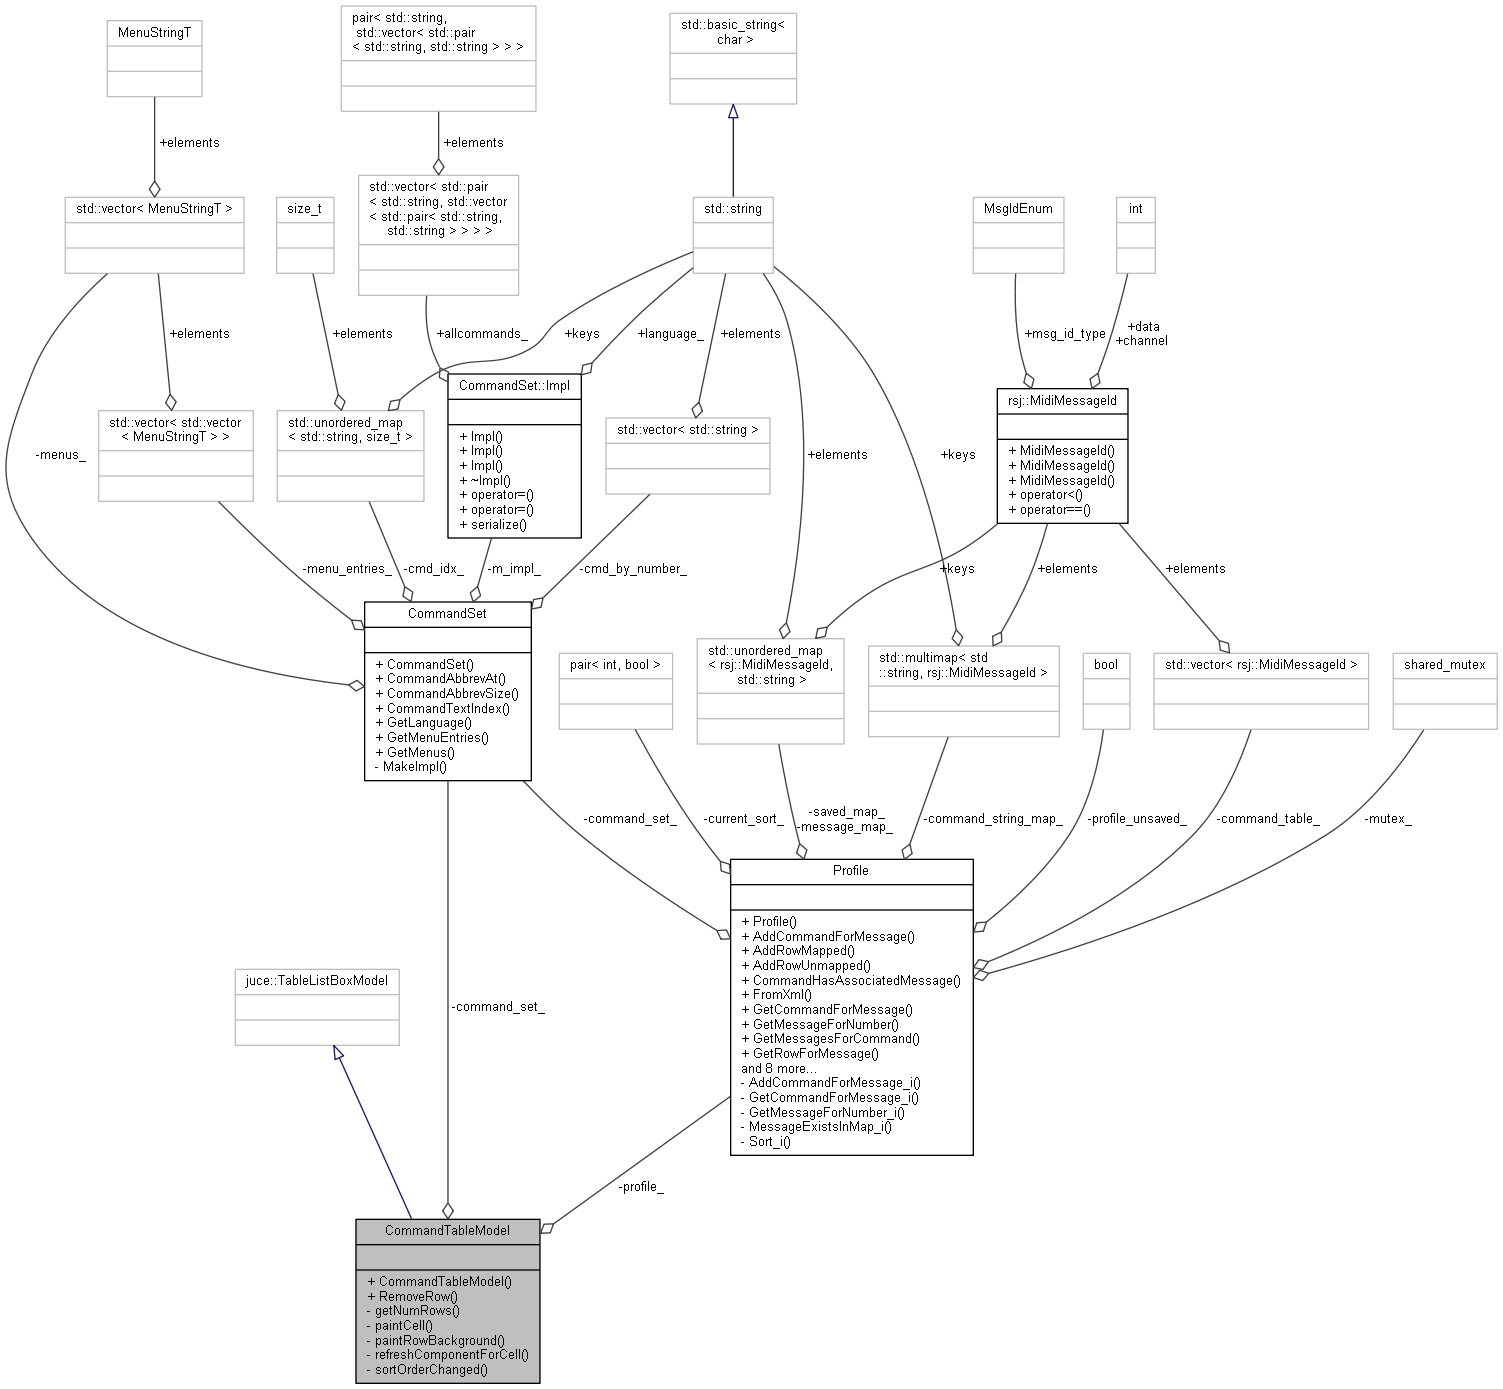 MenuStringT
pair< std::string,
std::vector< std::pair
< std::string, std::string > > >
std::basic_string<
char >
+elements
+elements
std::vector< MenuStringT >
size_t
std::vector< std::pair
< std::string, std::vector
< std::pair< std::string,
std::string > > > >
std::string
MsgIdEnum
int
+elements
+elements
+allcommands_
+keys
+language_
+elements
+msg_id_type
+data
+channel
-menus_
std::vector< std::vector
< MenuStringT > >
std::unordered_map
< std::string, size_t >
CommandSet::Impl
+ Impl()
+ Impl()
+ Impl()
+ ~Impl()
+ operator=()
+ operator=()
+ serialize()
std::vector< std::string >
+elements
+keys
rsj::MidiMessageId
+ MidiMessageId()
+ MidiMessageId()
+ MidiMessageId()
+ operator<()
+ operator==()
-menu_entries_
-cmd_idx_
-m_impl_
-cmd_by_number_
+keys
+elements
+elements
CommandSet
+ CommandSet()
+ CommandAbbrevAt()
+ CommandAbbrevSize()
+ CommandTextIndex()
+ GetLanguage()
+ GetMenuEntries()
+ GetMenus()
- MakeImpl()
pair< int, bool >
std::unordered_map
< rsj::MidiMessageId,
std::string >
std::multimap< std
::string, rsj::MidiMessageId >
bool
std::vector< rsj::MidiMessageId >
shared_mutex
-command_set_
-current_sort_
-saved_map_
-message_map_
-command_string_map_
-profile_unsaved_
-command_table_
-mutex_
Profile
+ Profile()
+ AddCommandForMessage()
+ AddRowMapped()
+ AddRowUnmapped()
+ CommandHasAssociatedMessage()
+ FromXml()
+ GetCommandForMessage()
+ GetMessageForNumber()
+ GetMessagesForCommand()
+ GetRowForMessage()
and 8 more...
- AddCommandForMessage_i()
- GetCommandForMessage_i()
- GetMessageForNumber_i()
- MessageExistsInMap_i()
- Sort_i()
juce::TableListBoxModel
-command_set_
-profile_
CommandTableModel
+ CommandTableModel()
+ RemoveRow()
- getNumRows()
- paintCell()
- paintRowBackground()
- refreshComponentForCell()
- sortOrderChanged()